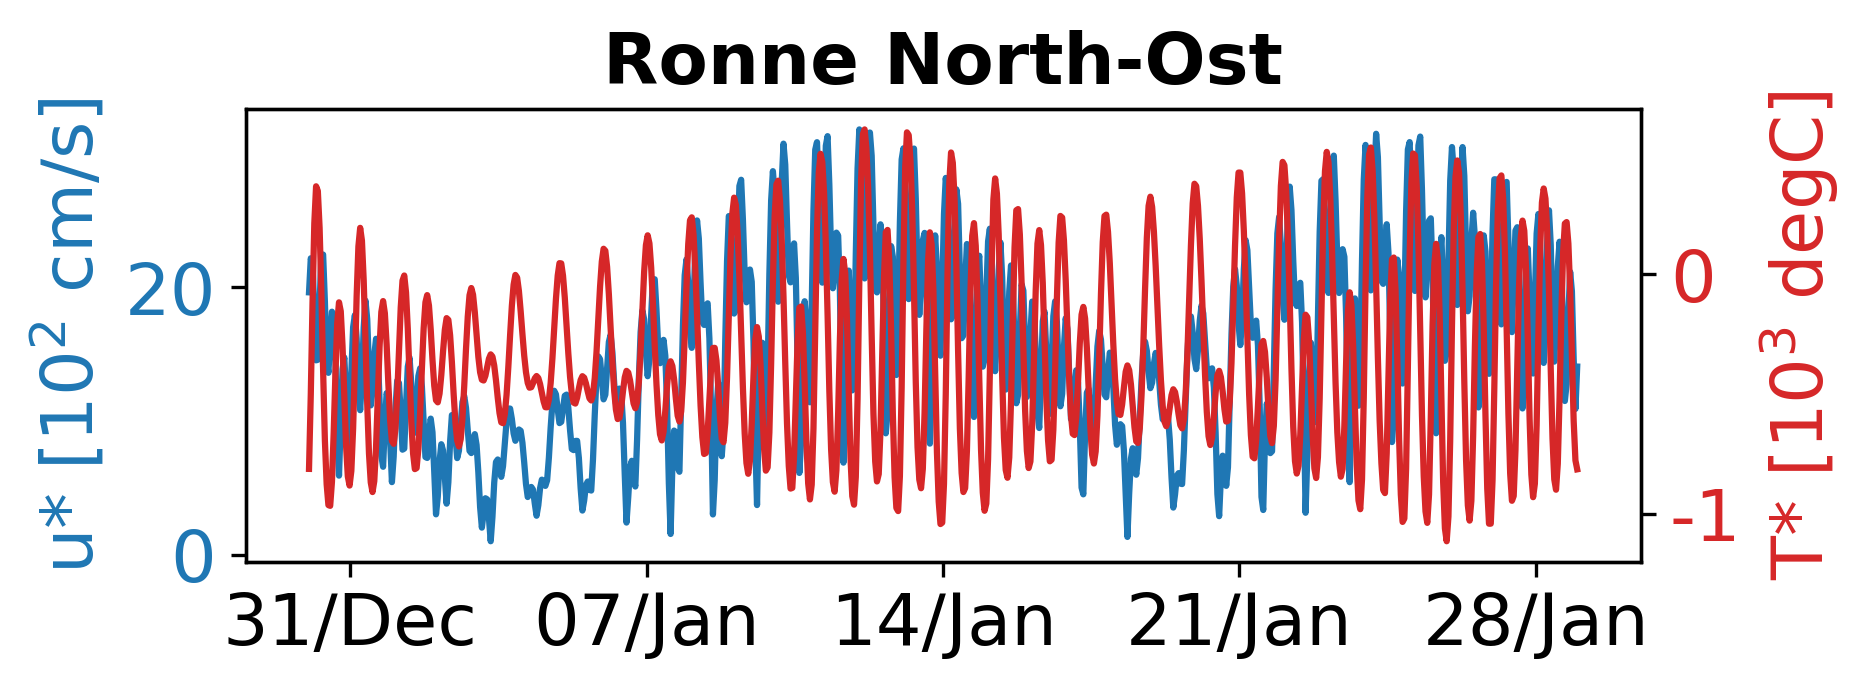 Ronne North-Ost
u* [10² cm/s]
20
0
T* [10³ degC]
0
-1
31/Dec 07/Jan 14/Jan 21/Jan 28/Jan